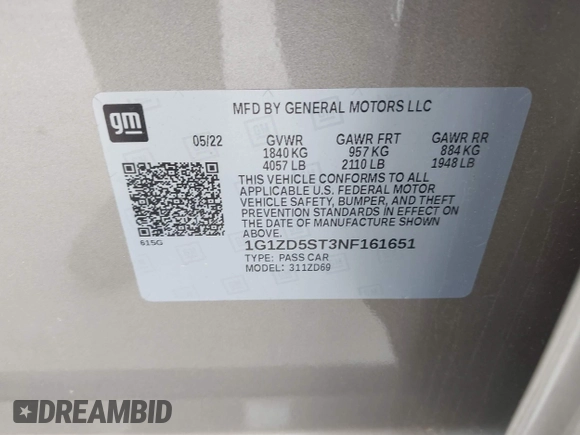 gm
MFD BY GENERAL MOTORS LLC
05/22 GVWR GAWR FRT GAWR RR
1840 KG 957 KG 884 KG
4057 LB 2110 LB 1948 LB
THIS VEHICLE CONFORMS TO ALL
APPLICABLE U.S. FEDERAL MOTOR
VEHICLE SAFETY, BUMPER, AND THEFT
PREVENTION STANDARDS IN EFFECT ON
THE DATE OF MANUFACTURE SHOWN
ABOVE.
615G
1G1ZD5ST3NF161651
TYPE: PASS CAR
MODEL: 311ZD69
DREAMBID